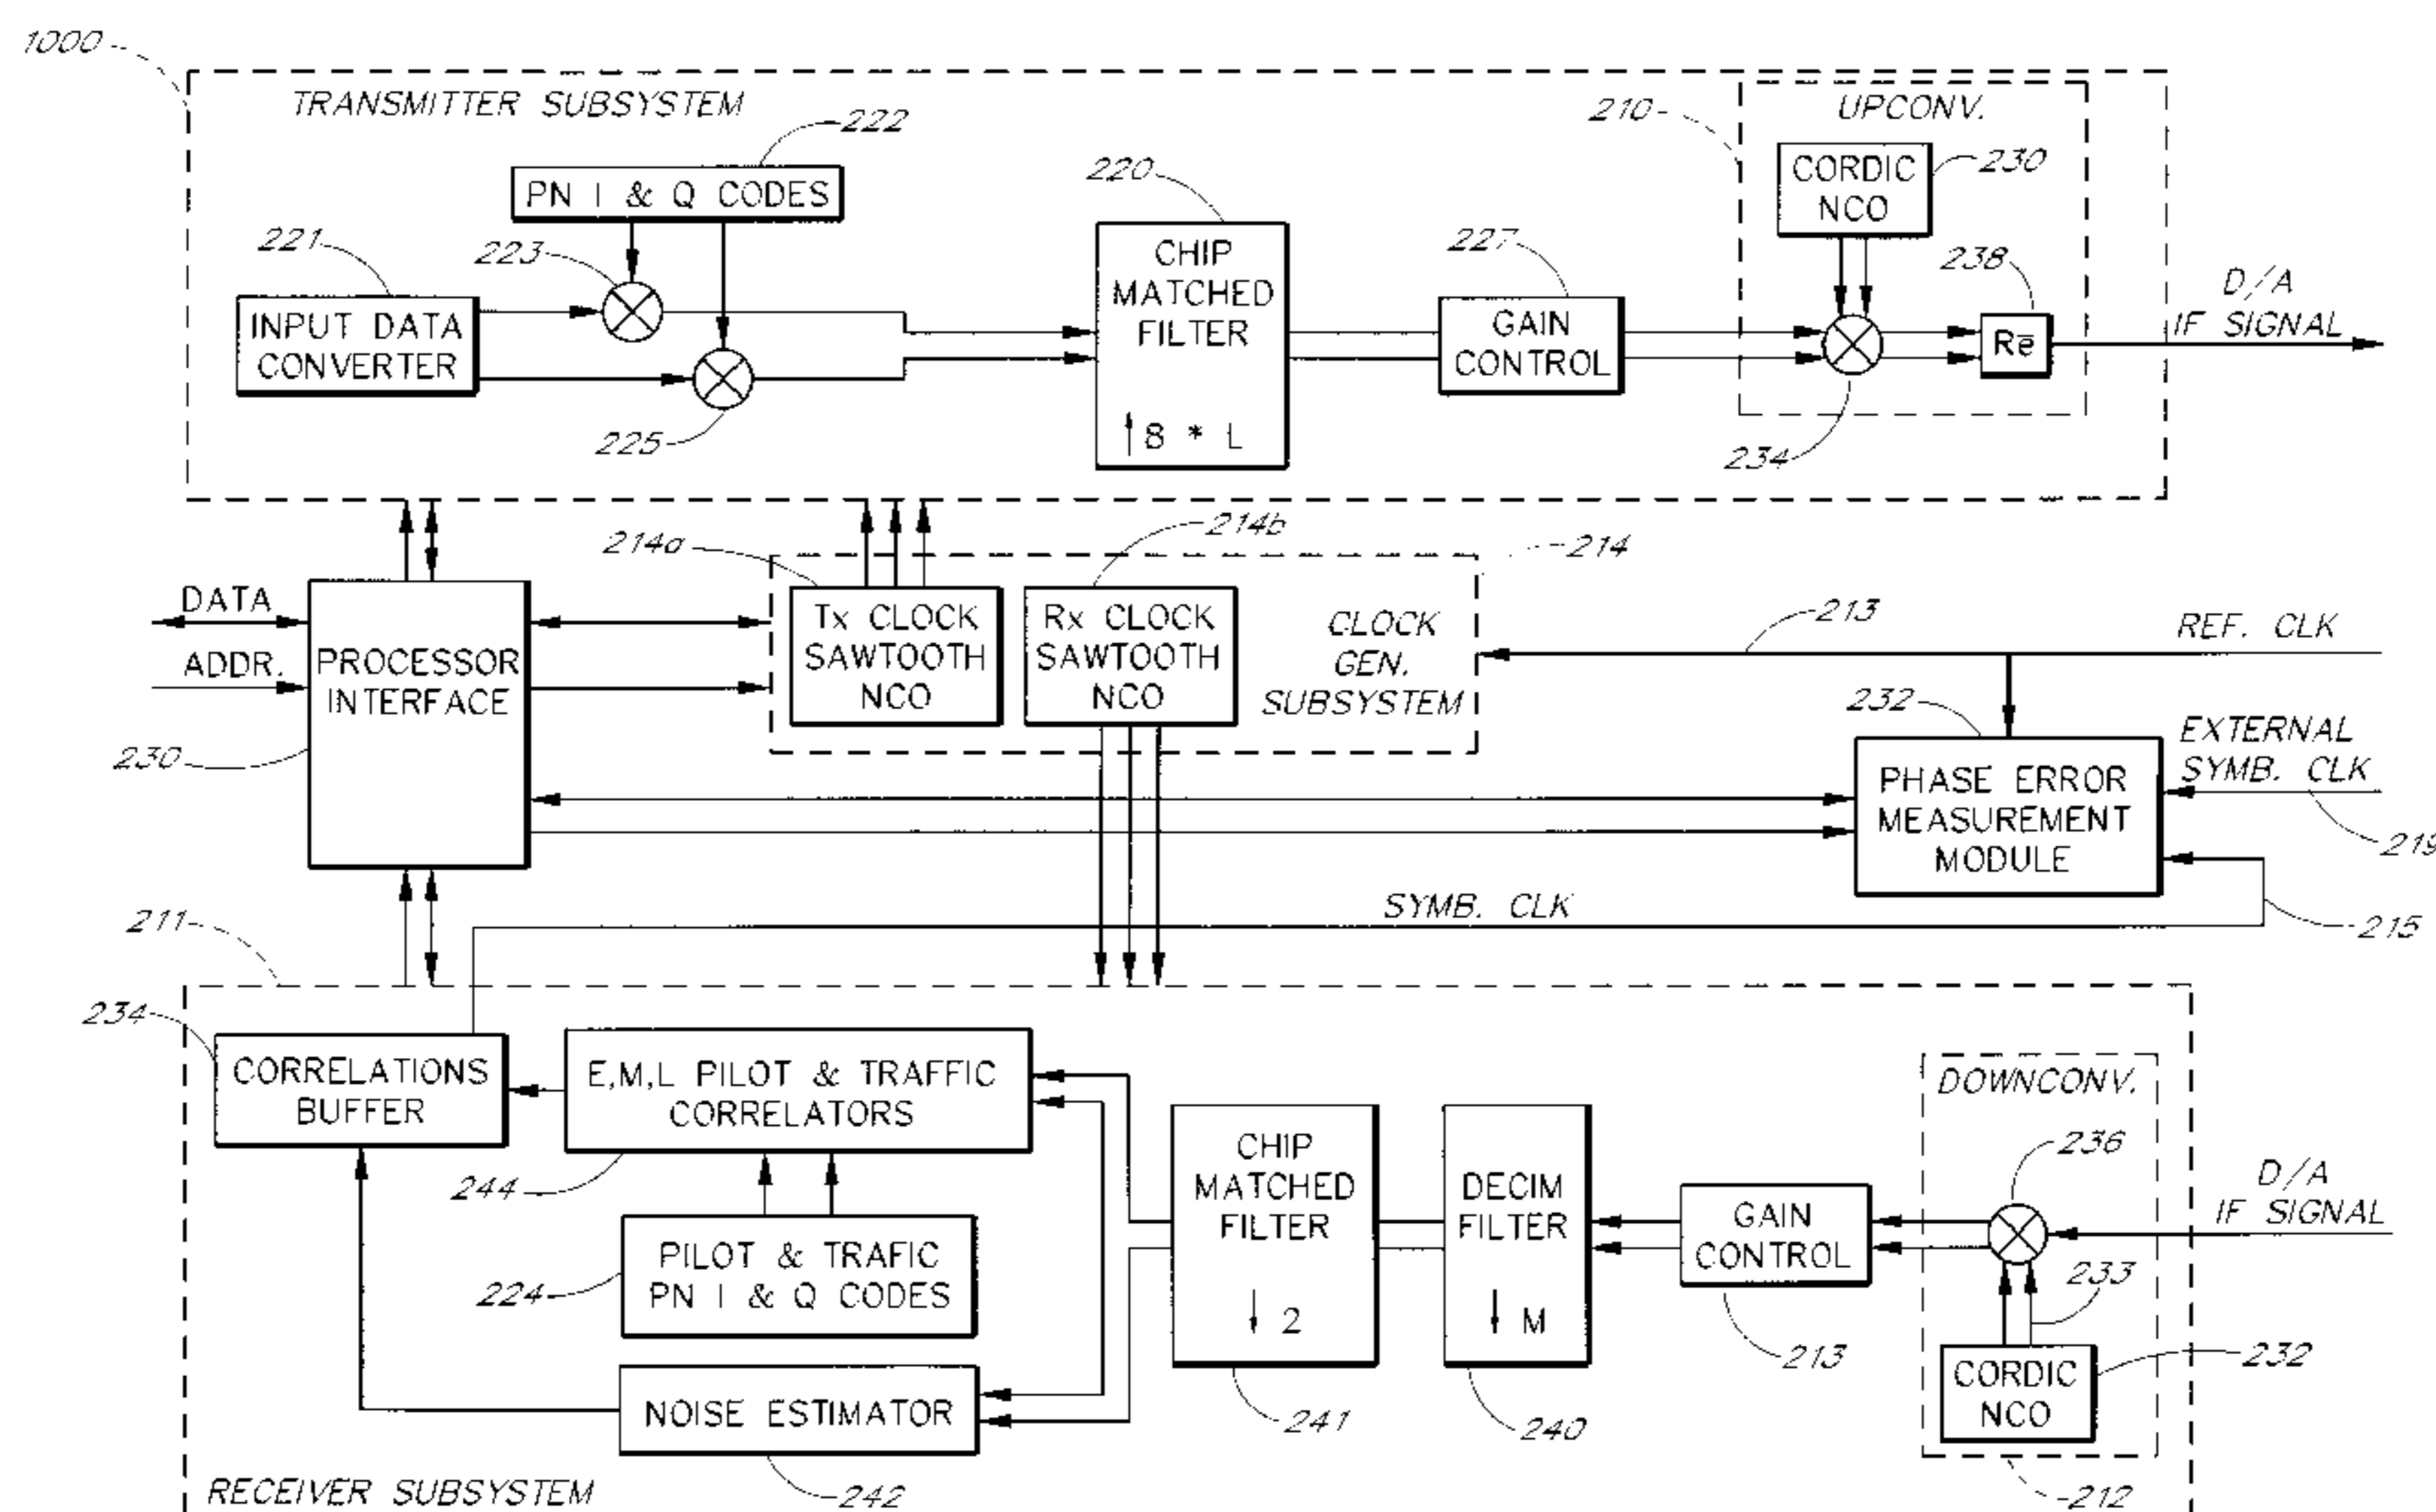 1000
TRANSMITTER SUBSYSTEM
222
PN I & Q CODES
221
223
INPUT DATA
CONVERTER
225
220
CHIP
MATCHED
FILTER
↑ 8 * L
227
GAIN
CONTROL
210
UPCONV.
CORDIC
NCO
230
238
Rē
234
D/A
IF SIGNAL
214a
214b
214
DATA
ADDR.
PROCESSOR
INTERFACE
230
Tx CLOCK
SAWTOOTH
NCO
Rx CLOCK
SAWTOOTH
NCO
CLOCK
GEN.
SUBSYSTEM
213
REF. CLK
232
EXTERNAL
SYMB. CLK
PHASE ERROR
MEASUREMENT
MODULE
219
SYMB. CLK
215
211
234
CORRELATIONS
BUFFER
E,M,L PILOT & TRAFFIC
CORRELATORS
244
PILOT & TRAFIC
PN I & Q CODES
224
NOISE ESTIMATOR
242
CHIP
MATCHED
FILTER
↓ 2
241
DECIM
FILTER
↓ M
240
GAIN
CONTROL
213
DOWNCONV.
236
D/A
IF SIGNAL
233
CORDIC
NCO
232
212
RECEIVER SUBSYSTEM